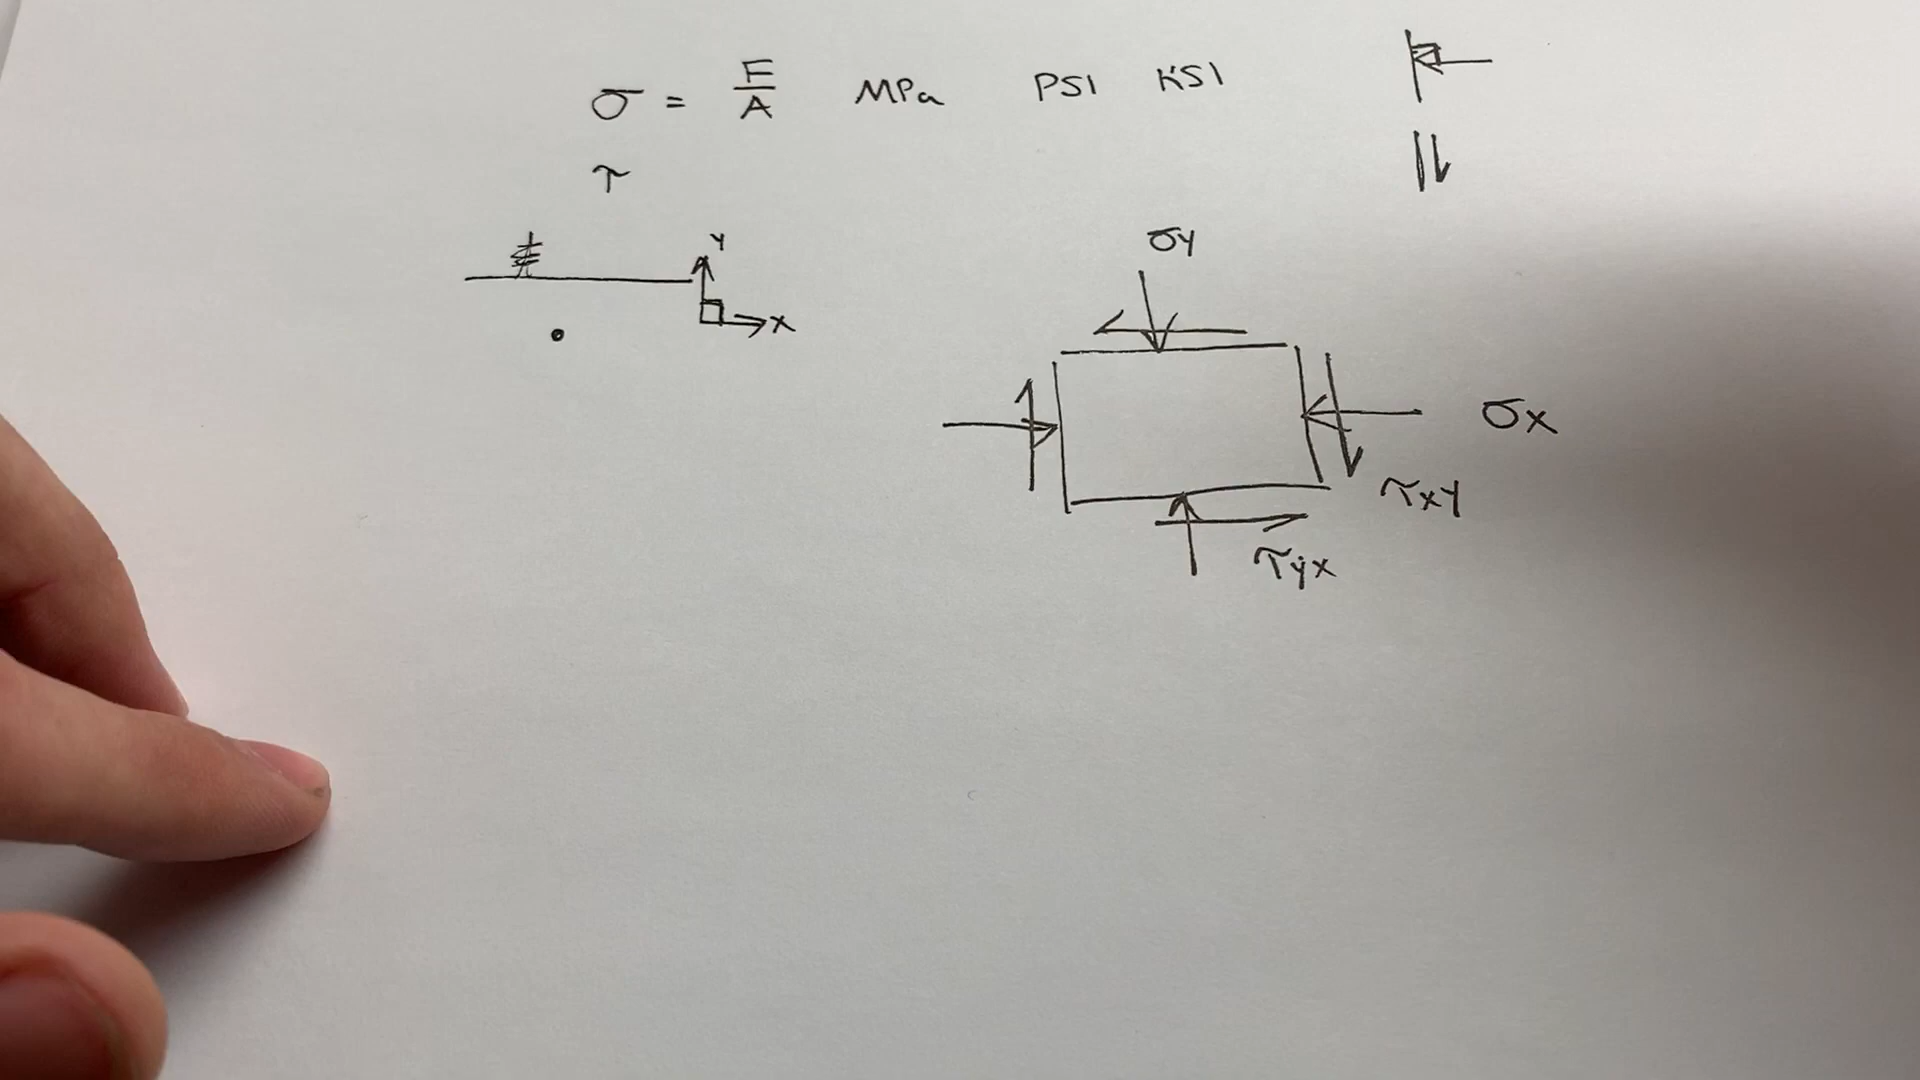 σ = F/A MPa PSI KSI
τ
Y
X
σy
σx
τxy
τyx